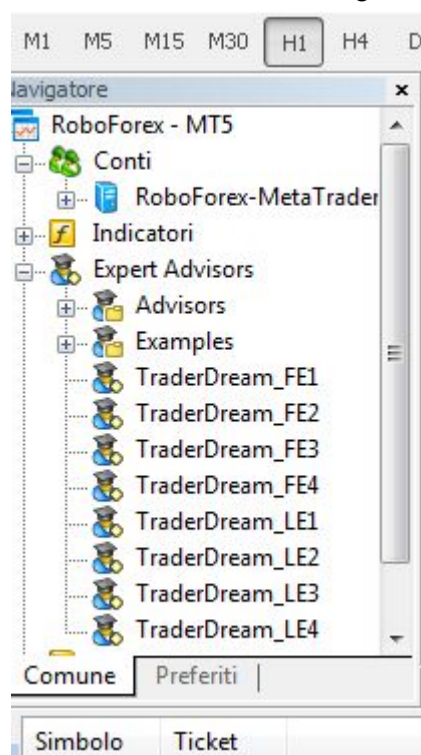 M1 M5 M15 M30 H1 H4 D
Navigatore
RoboForex - MT5
Conti
RoboForex-MetaTrader
Indicatori
Expert Advisors
Advisors
Examples
TraderDream_FE1
TraderDream_FE2
TraderDream_FE3
TraderDream_FE4
TraderDream_LE1
TraderDream_LE2
TraderDream_LE3
TraderDream_LE4
Comune Preferiti |
Simbolo Ticket